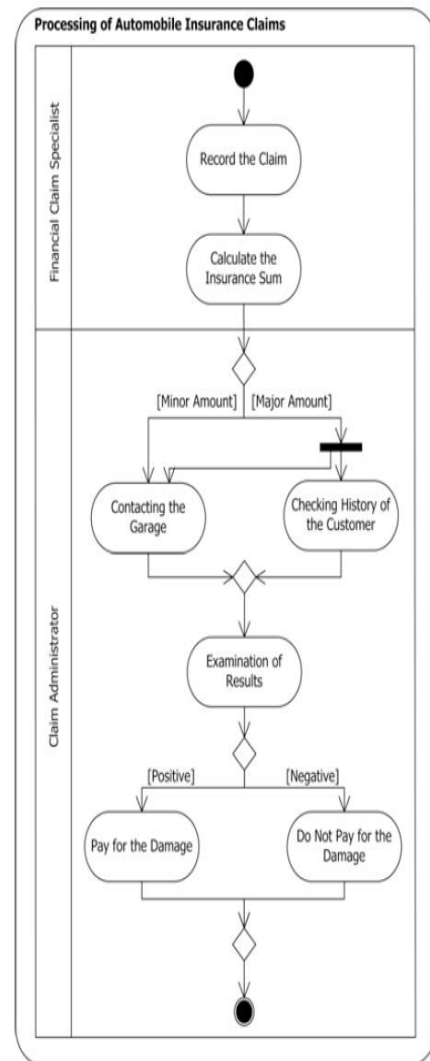 Processing of Automobile Insurance Claims
Financial Claim Specialist
Record the Claim
Calculate the
Insurance Sum
Claim Administrator
[Minor Amount]
[Major Amount]
Contacting the
Garage
Checking History of
the Customer
Examination of
Results
[Positive]
[Negative]
Pay for the Damage
Do Not Pay for the
Damage